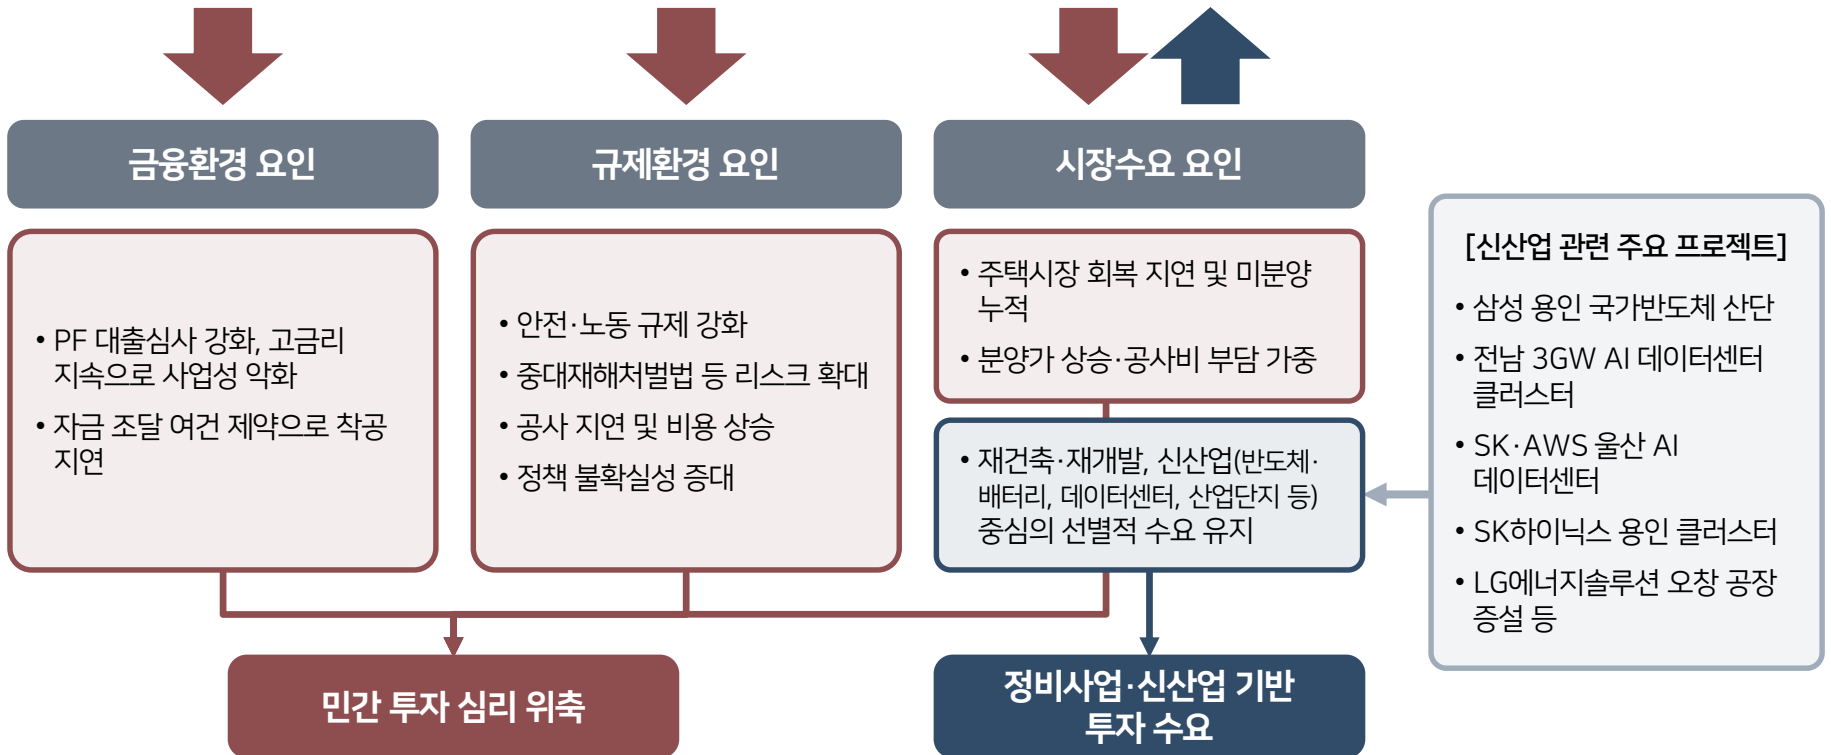 금융환경 요인
• PF 대출심사 강화, 고금리
지속으로 사업성 악화
• 자금 조달 여건 제약으로 착공
지연
규제환경 요인
• 안전·노동 규제 강화
• 중대재해처벌법 등 리스크 확대
• 공사 지연 및 비용 상승
• 정책 불확실성 증대
시장수요 요인
• 주택시장 회복 지연 및 미분양
누적
• 분양가 상승·공사비 부담 가중
• 재건축·재개발, 신산업(반도체·
배터리, 데이터센터, 산업단지 등)
중심의 선별적 수요 유지
[신산업 관련 주요 프로젝트]
• 삼성 용인 국가반도체 산단
• 전남 3GW AI 데이터센터
클러스터
• SK·AWS 울산 AI
데이터센터
• SK하이닉스 용인 클러스터
• LG에너지솔루션 오창 공장
증설 등
민간 투자 심리 위축
정비사업·신산업 기반
투자 수요